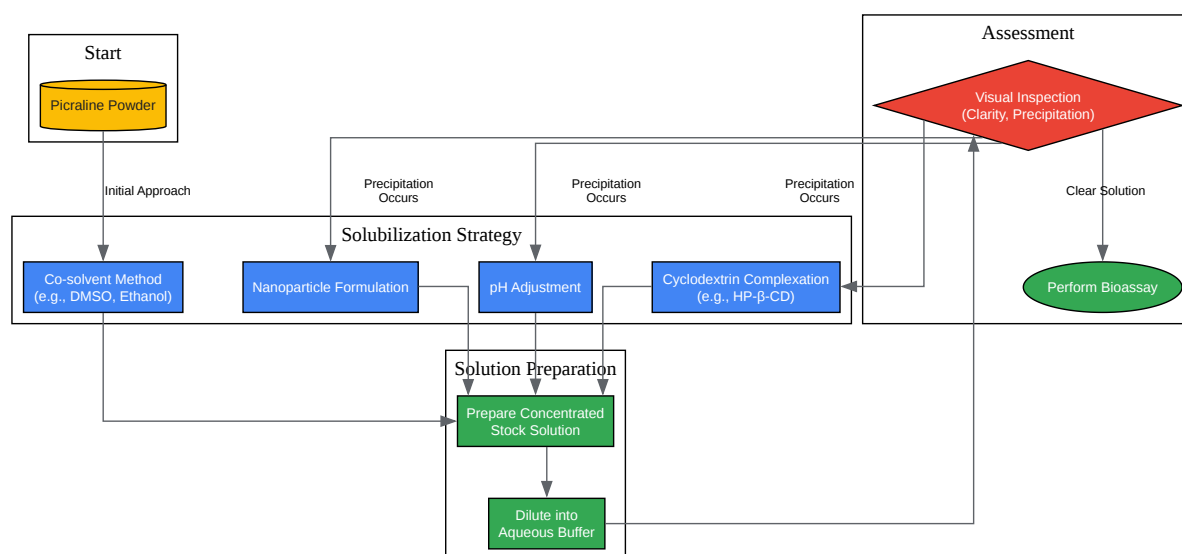 Start
Picraline Powder
Assessment
Visual Inspection
(Clarity, Precipitation)
Initial Approach
Precipitation
Occurs
Precipitation
Occurs
Precipitation
Occurs
Clear Solution
Solubilization Strategy
Co-solvent Method
(e.g., DMSO, Ethanol)
Nanoparticle Formulation
pH Adjustment
Cyclodextrin Complexation
(e.g., HP-β-CD)
Perform Bioassay
Solution Preparation
Prepare Concentrated
Stock Solution
Dilute into
Aqueous Buffer